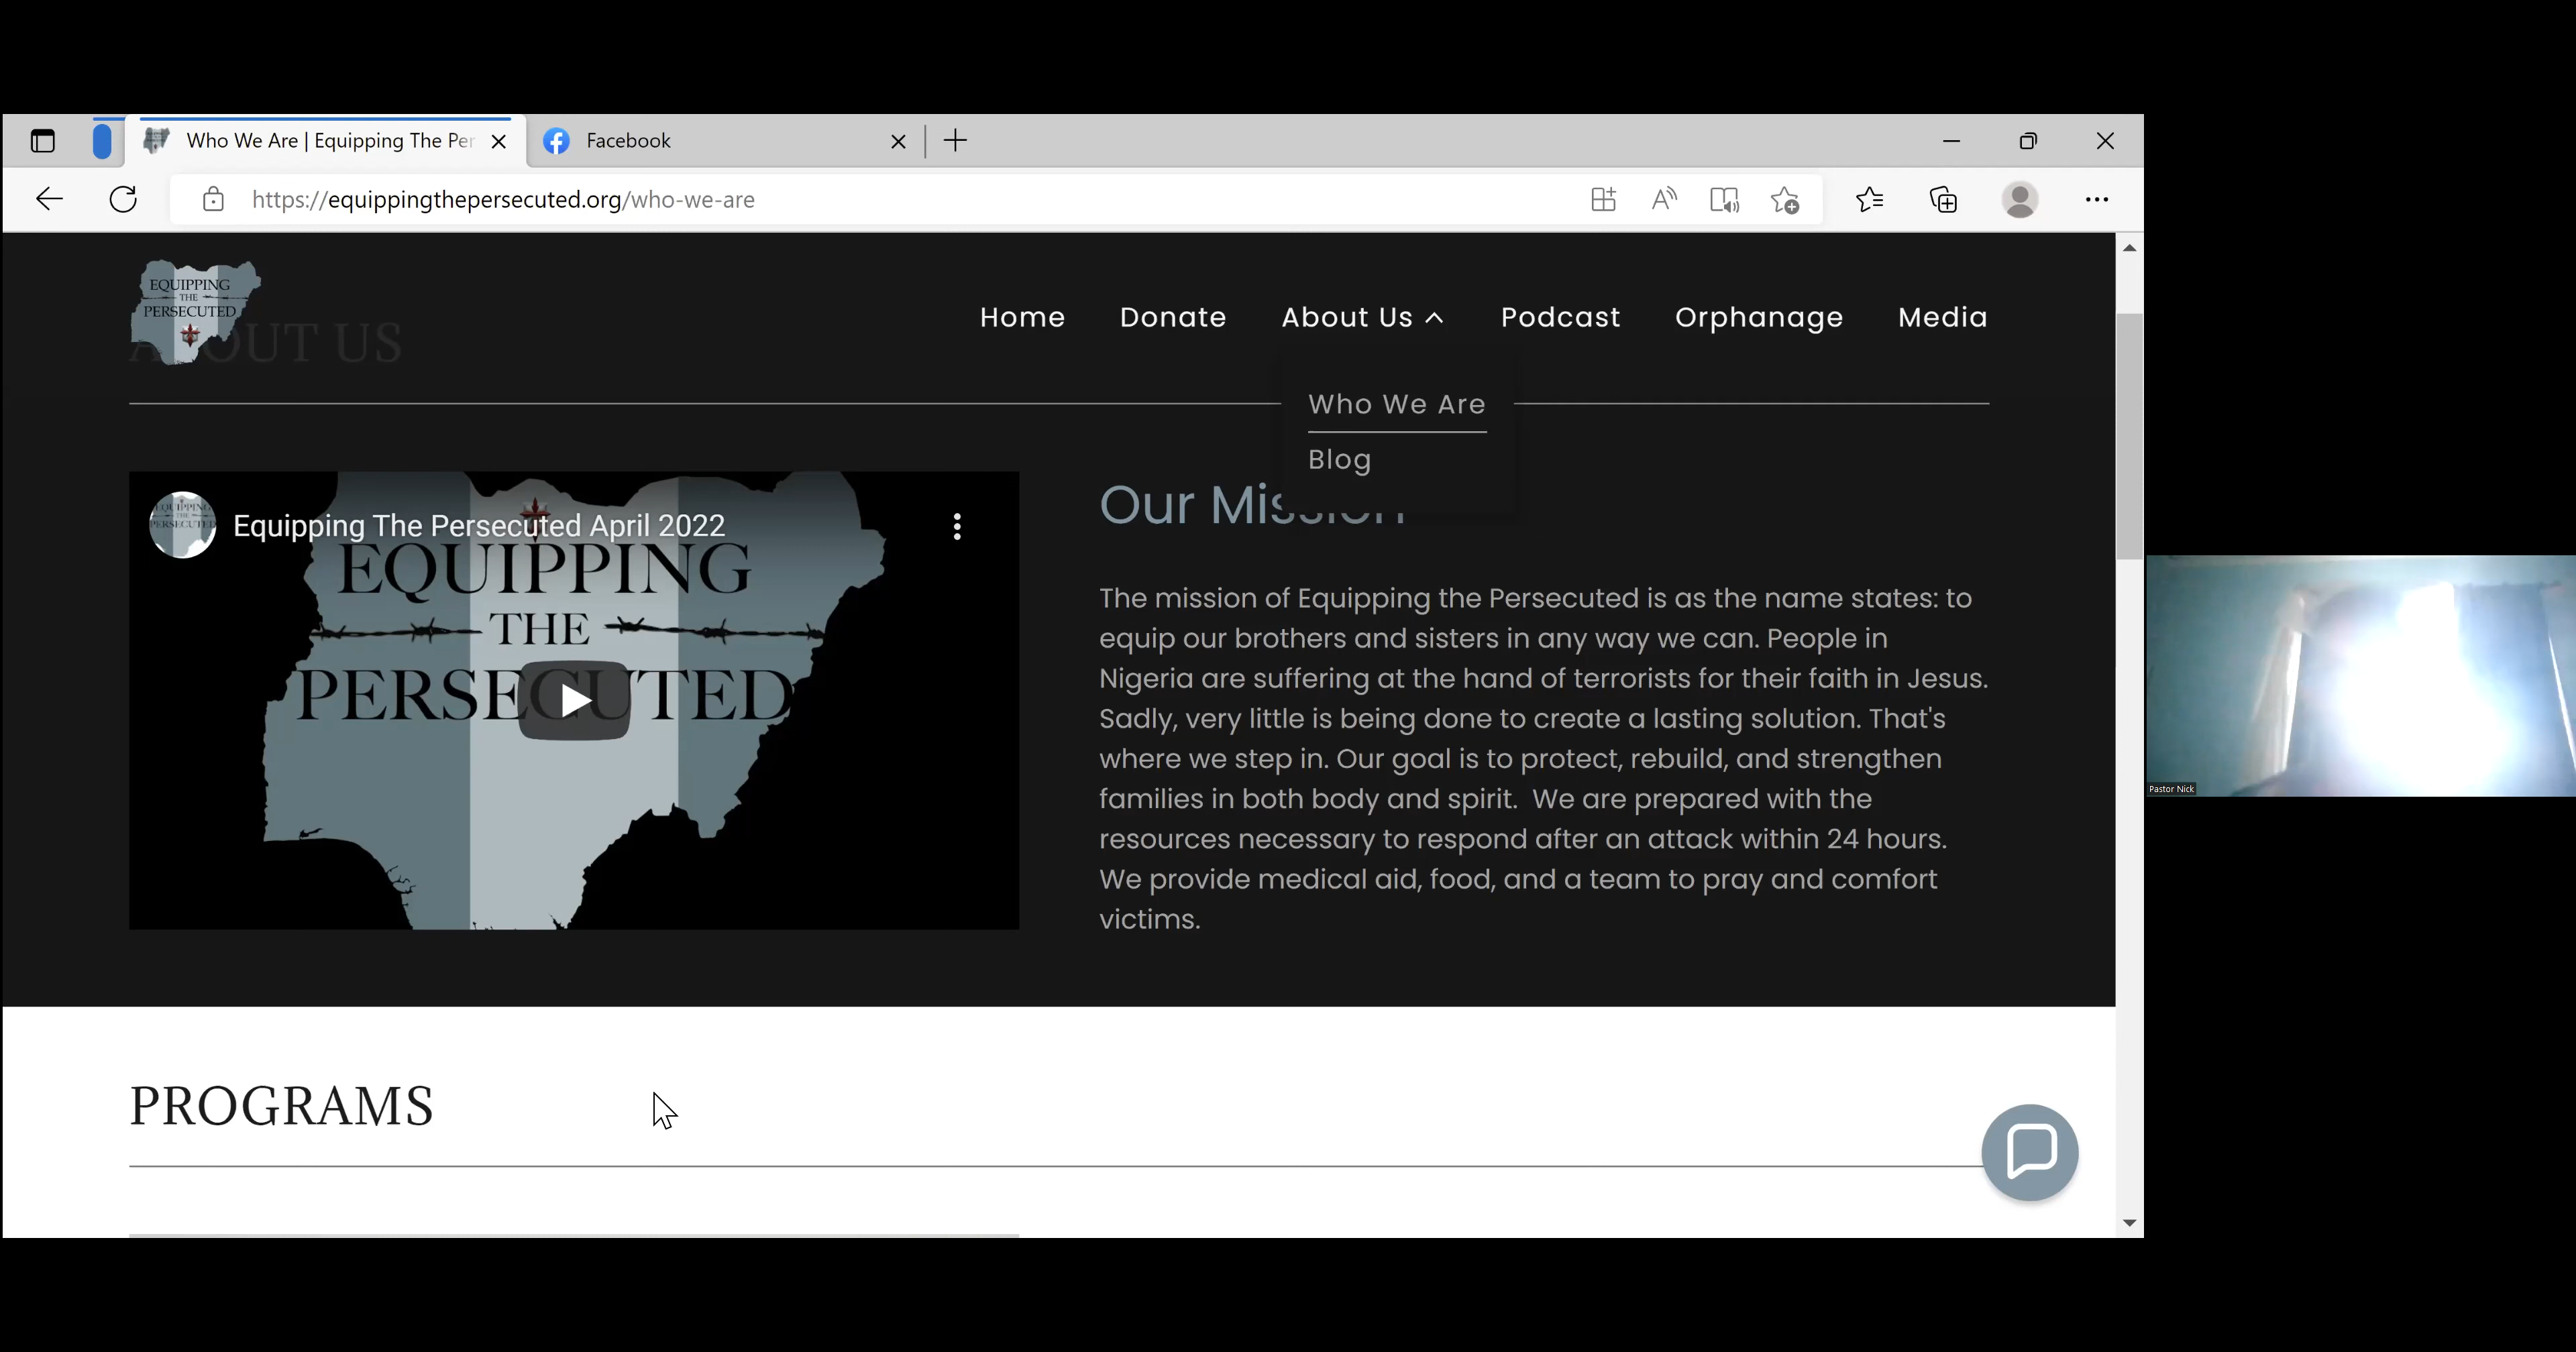 Who We Are | Equipping The Per
Facebook
https://equippingthepersecuted.org/who-we-are
EQUIPPING
THE
PERSECUTED
ABOUT US
Home Donate About Us Podcast Orphanage Media
Who We Are
Blog
Equipping The Persecuted April 2022
EQUIPPING
THE
PERSECUTED
Our Mission
The mission of Equipping the Persecuted is as the name states: to
equip our brothers and sisters in any way we can. People in
Nigeria are suffering at the hand of terrorists for their faith in Jesus.
Sadly, very little is being done to create a lasting solution. That's
where we step in. Our goal is to protect, rebuild, and strengthen
families in both body and spirit. We are prepared with the
resources necessary to respond after an attack within 24 hours.
We provide medical aid, food, and a team to pray and comfort
victims.
PROGRAMS
Pastor Nick